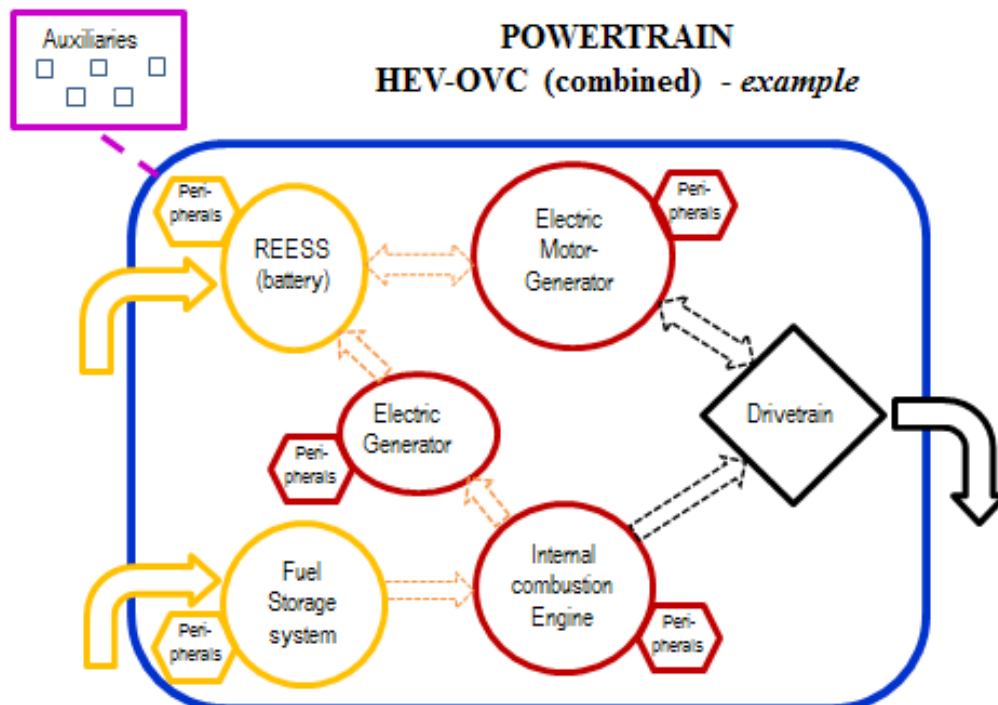 Auxiliaries
POWERTRAIN
HEV-OVC (combined) - example
Peri-
pherals
REESS
(battery)
Electric
Motor-
Generator
Peri-
pherals
Electric
Generator
Peri-
pherals
Drivetrain
Fuel
Storage
system
Peri-
pherals
Internal
combustion
Engine
Peri-
pherals